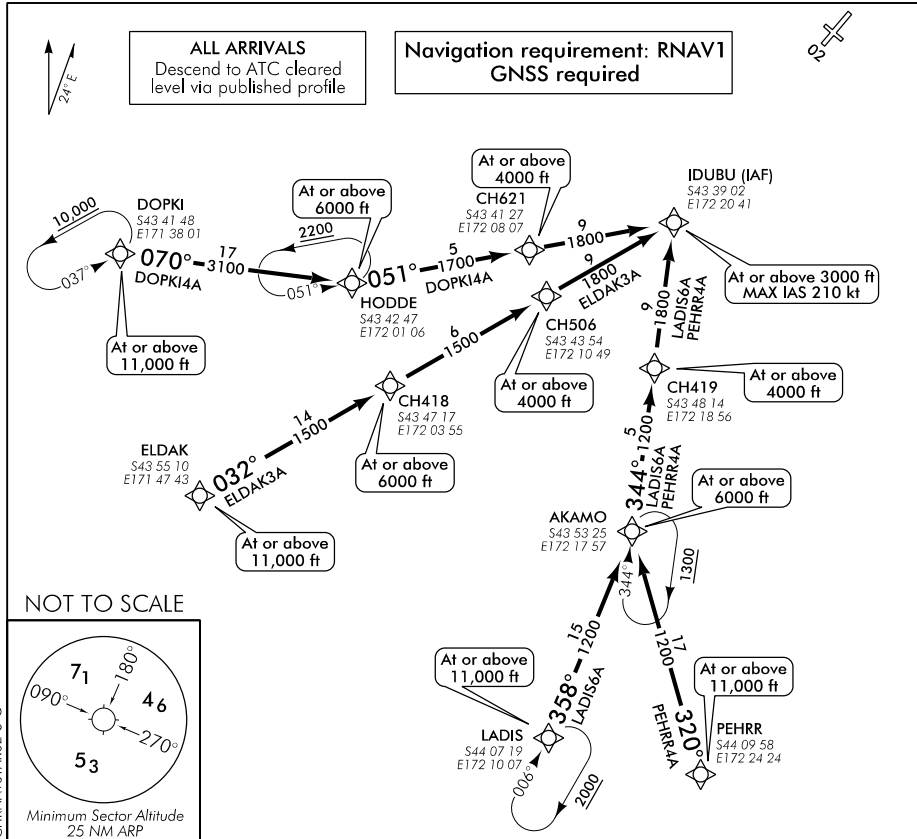 ALL ARRIVALS
Descend to ATC cleared
level via published profile
Navigation requirement: RNAV1
GNSS required
02
24° E
DOPKI
S43 41 48
E171 38 01
10,000
037°
At or above
11,000 ft
070°
17
3100
DOPKI4A
At or above
6000 ft
2200
051°
HODDE
S43 42 47
E172 01 06
051°
5
1700
DOPKI4A
At or above
4000 ft
CH621
S43 41 27
E172 08 07
9
1800
IDUBU (IAF)
S43 39 02
E172 20 41
At or above 3000 ft
MAX IAS 210 kt
9
1800
ELDAK3A
CH506
S43 43 54
E172 10 49
At or above
4000 ft
6
1500
CH418
S43 47 17
E172 03 55
At or above
6000 ft
14
1500
032°
ELDAK3A
ELDAK
S43 55 10
E171 47 43
At or above
11,000 ft
9
1800
LADIS6A
PEHRR4A
CH419
S43 48 14
E172 18 56
At or above
4000 ft
5
1200
344°
LADIS6A
PEHRR4A
AKAMO
S43 53 25
E172 17 57
At or above
6000 ft
344°
1300
15
1200
358°
LADIS6A
At or above
11,000 ft
LADIS
S44 07 19
E172 10 07
006°
2000
17
1200
320°
PEHRR4A
At or above
11,000 ft
PEHRR
S44 09 58
E172 24 24
NOT TO SCALE
71
46
53
090°
180°
270°
Minimum Sector Altitude
25 NM ARP